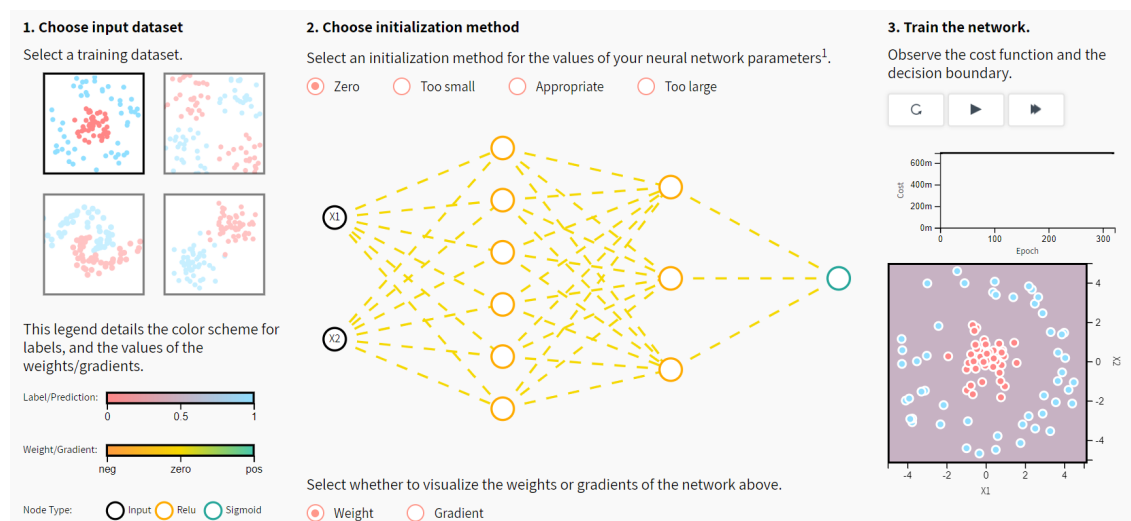 1. Choose input dataset
Select a training dataset.
This legend details the color scheme for
labels, and the values of the
weights/gradients.
Label/Prediction:
0 0.5 1
Weight/Gradient:
neg zero pos
Node Type: Input Relu Sigmoid
2. Choose initialization method
Select an initialization method for the values of your neural network parameters¹.
Zero Too small Appropriate Too large
X1
X2
Select whether to visualize the weights or gradients of the network above.
Weight Gradient
3. Train the network.
Observe the cost function and the
decision boundary.
600m
400m
200m
0m
Cost
0 100 200 300
Epoch
4
2
0
-2
-4
X2
-4 -2 0 2 4
X1